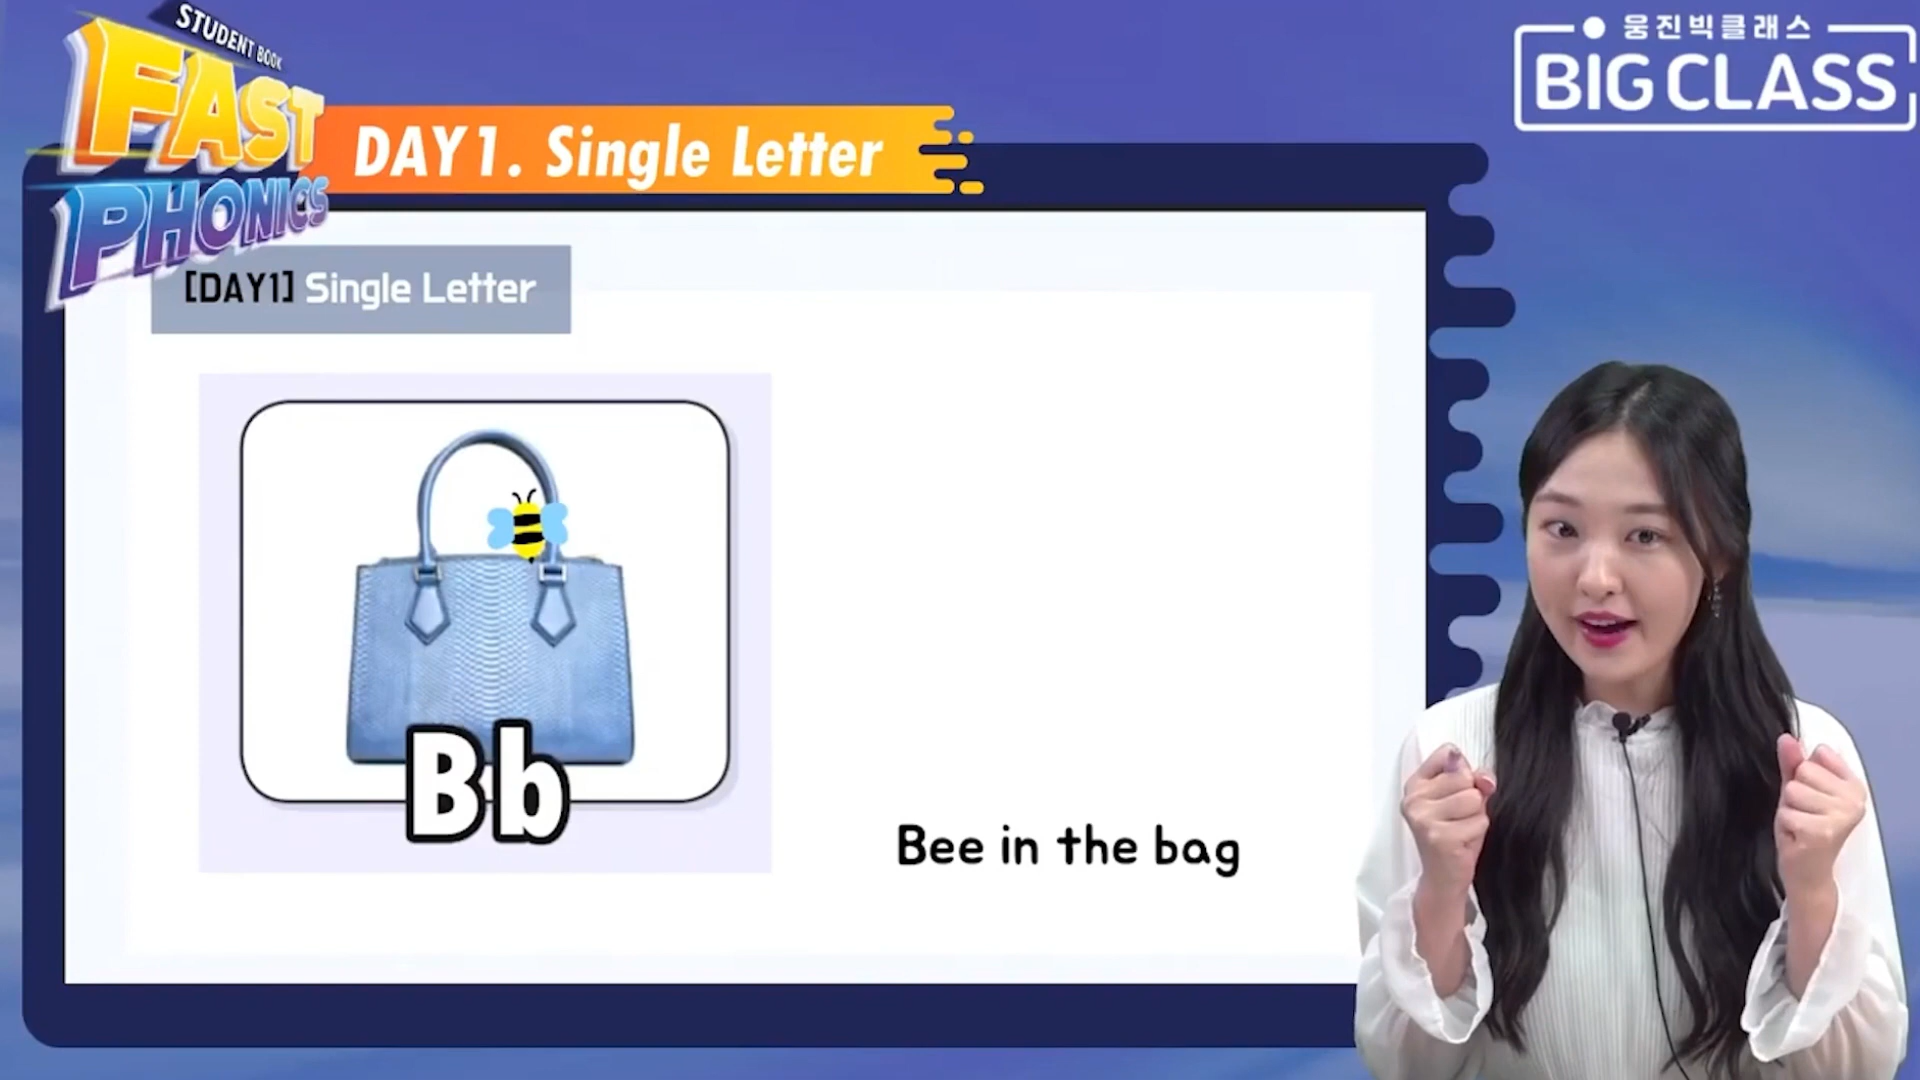 STUDENT BOOK
FAST
PHONICS
DAY1. Single Letter
웅진빅클래스
BIG CLASS
[DAY1] Single Letter
Bb
Bee in the bag